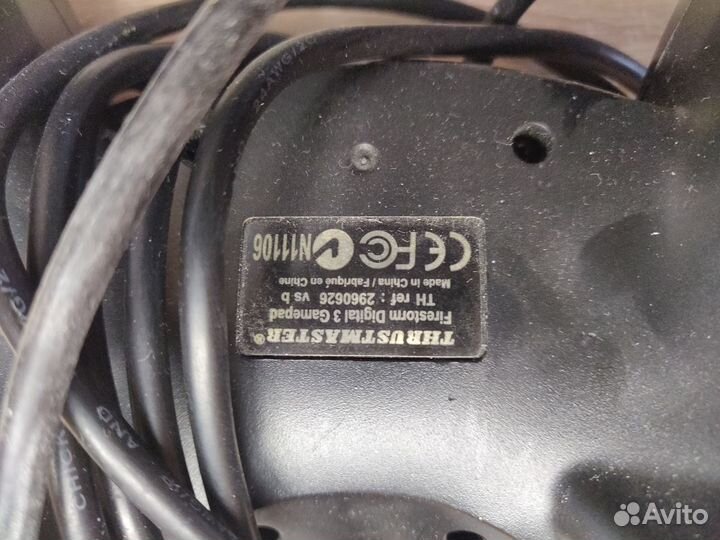 THRUSTMASTER®
Firestorm Digital 3 Gamepad
TH ref : 2960626 vs b
Made in China / Fabriqué en Chine
CE FC N11106
AND
Avito